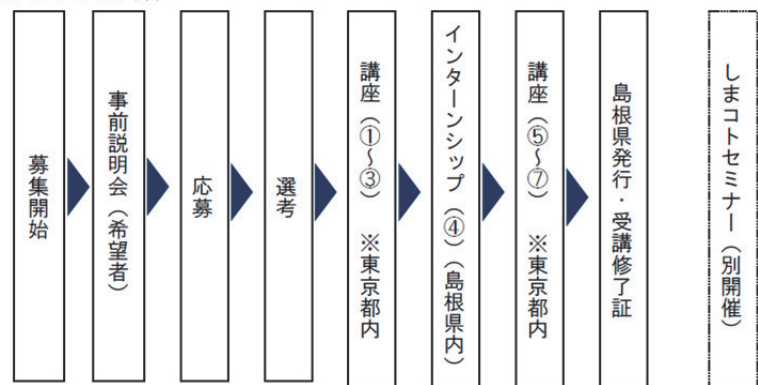 募集開始
事前説明会（希望者）
応募
選考
講座（①～③）　※東京都内
インターンシップ（④）（島根県内）
講座（⑤～⑦）　※東京都内
島根県発行・受講修了証
しまコトセミナー（別開催）